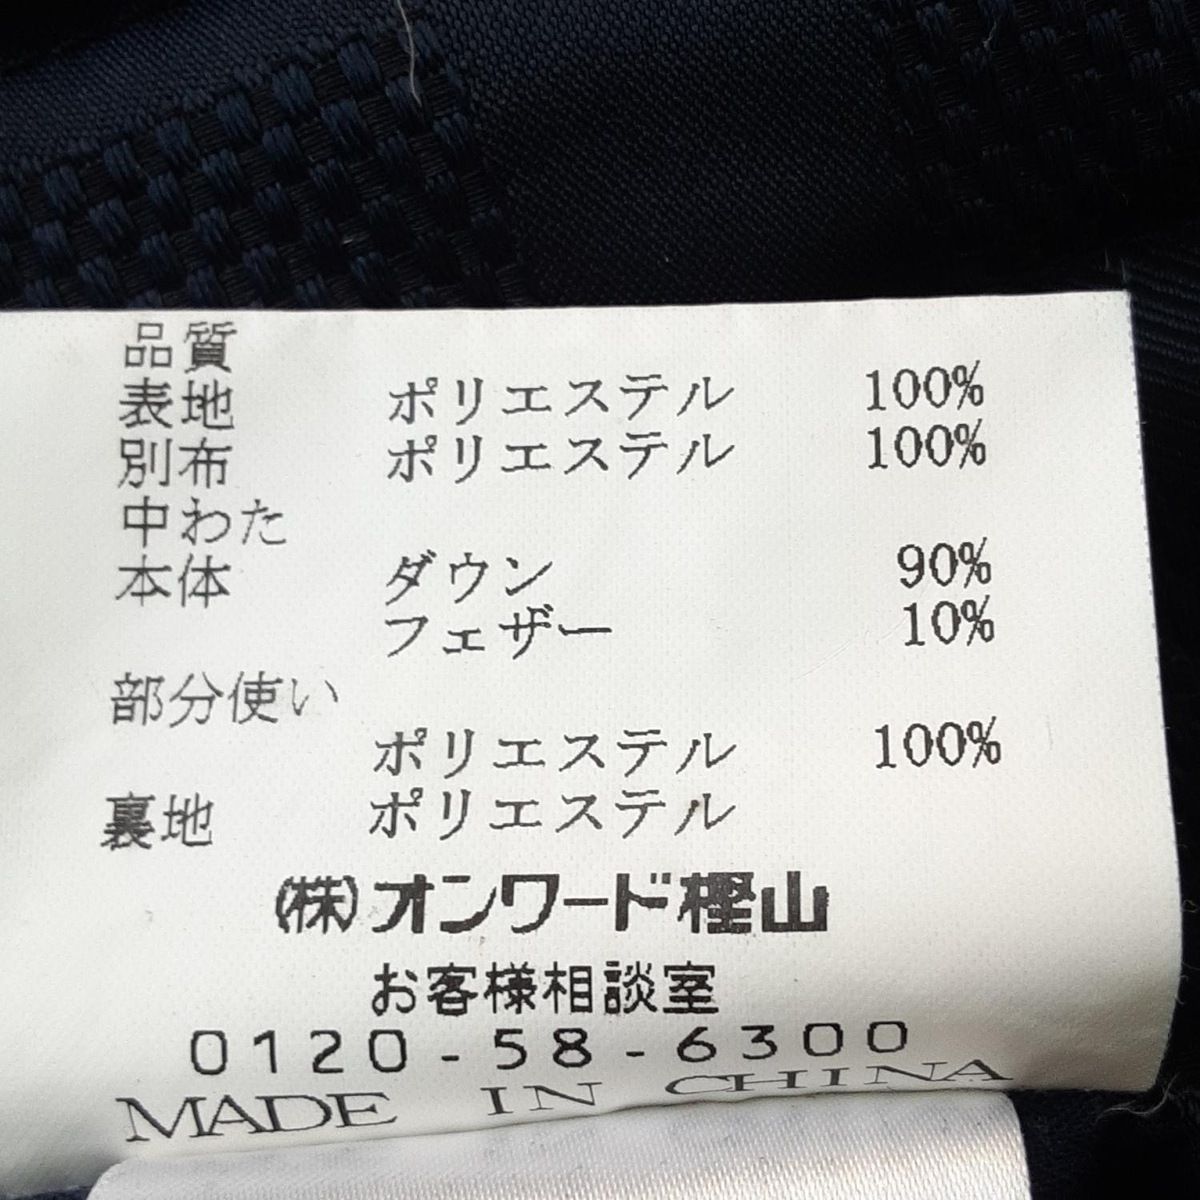 品質
表地 ポリエステル 100%
別布 ポリエステル 100%
中わた
本体 ダウン 90%
フェザー 10%
部分使い
ポリエステル 100%
裏地 ポリエステル
(株)オンワード樫山
お客様相談室
0120-58-6300
MADE IN CHINA